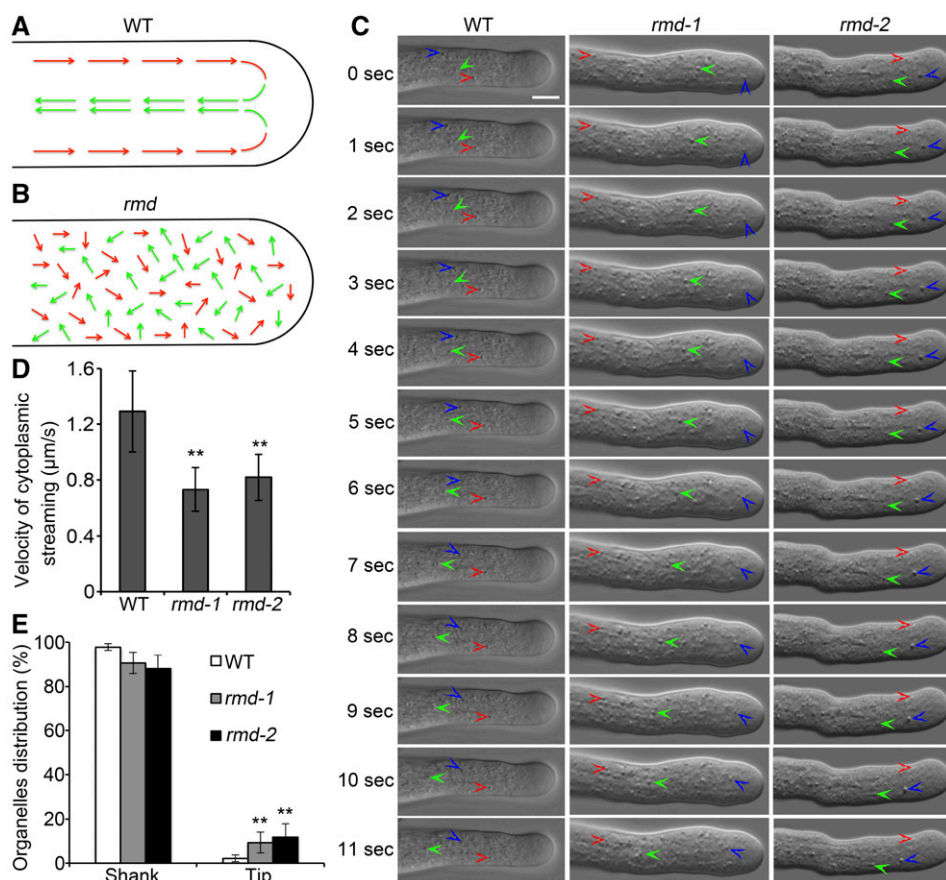 A
WT
B
rmd
C
WT
rmd-1
rmd-2
0 sec
1 sec
2 sec
3 sec
4 sec
5 sec
6 sec
7 sec
8 sec
9 sec
10 sec
11 sec
D
Velocity of cytoplasmic
streaming (µm/s)
1.6
1.2
0.8
0.4
0
**
**
WT
rmd-1
rmd-2
E
Organelles distribution (%)
100
80
60
40
20
0
WT
rmd-1
rmd-2
**
**
Shank
Tip